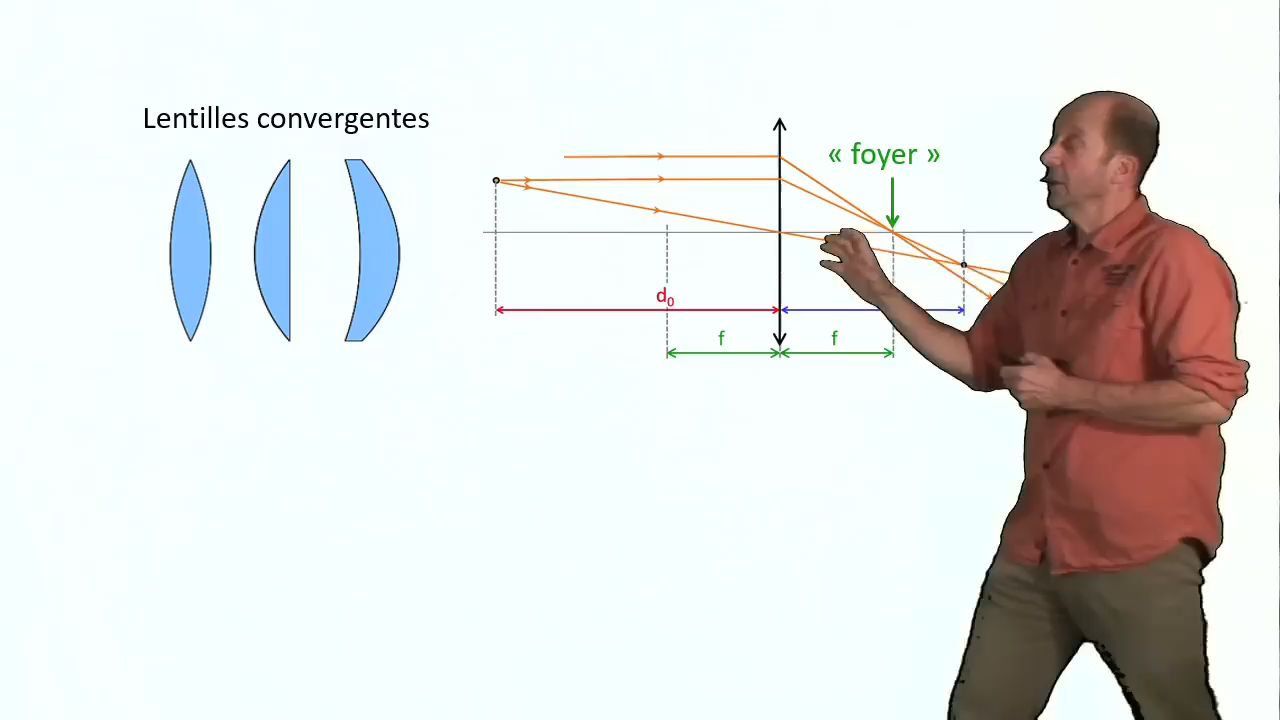 Lentilles convergentes
« foyer »
d₀
f
f